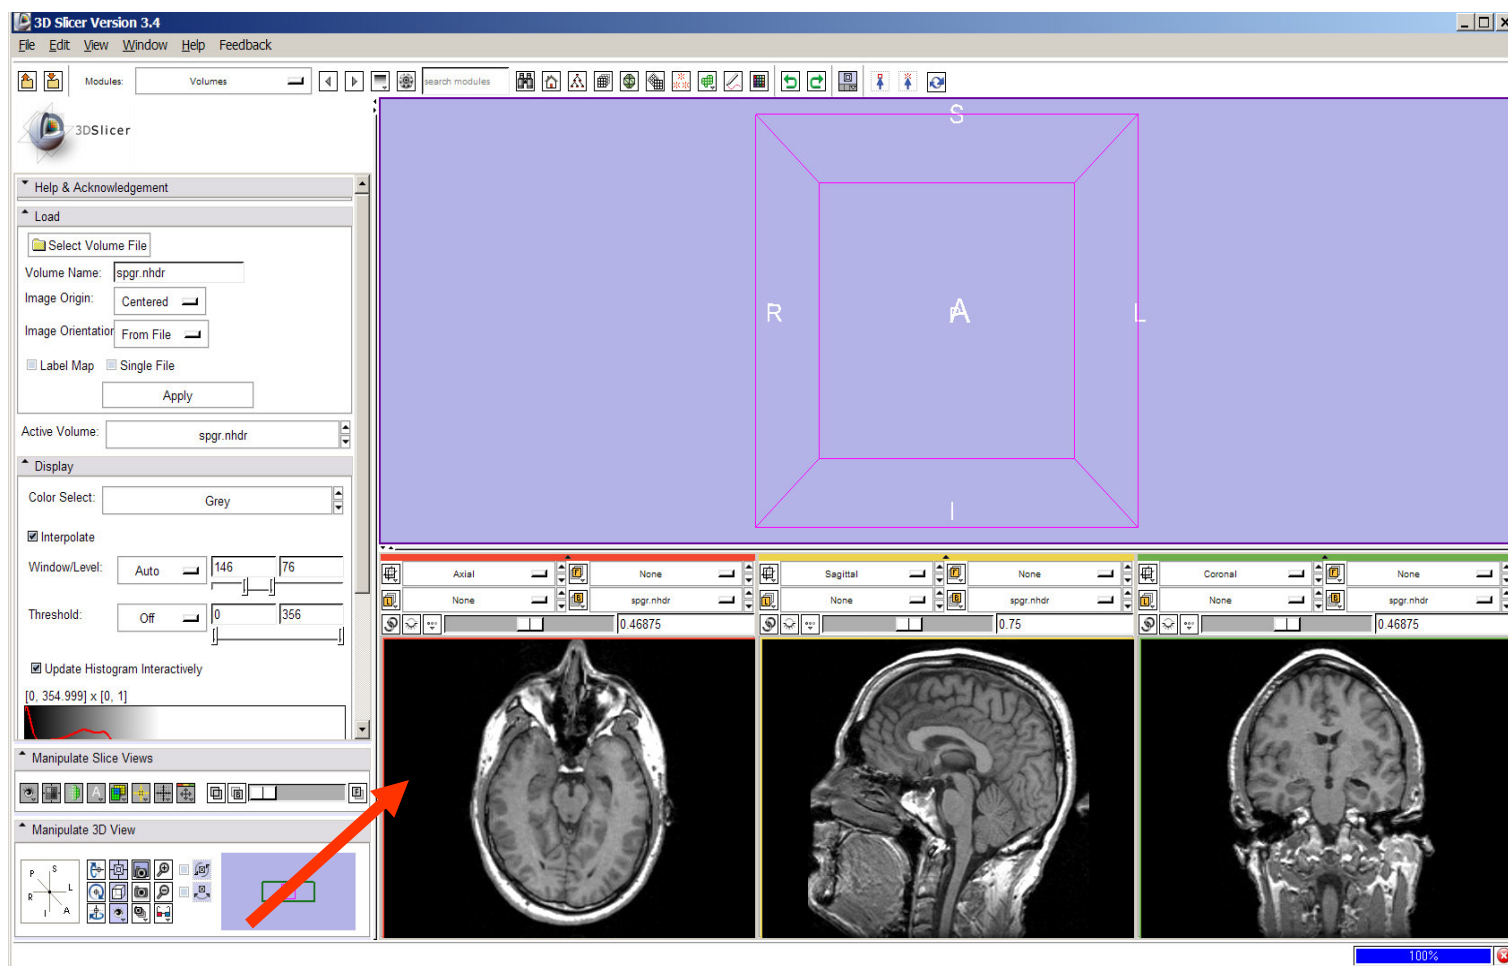 3D Slicer Version 3.4
File Edit View Window Help Feedback
Modules: Volumes search modules
3DSlicer
Help & Acknowledgement
Load
Select Volume File
Volume Name: spgr.nhdr
Image Origin: Centered
Image Orientation From File
Label Map Single File
Apply
Active Volume: spgr.nhdr
Display
Color Select: Grey
Interpolate
Window/Level: Auto 146 76
Threshold: Off 0 356
Update Histogram Interactively
[0, 354.999] x [0, 1]
Manipulate Slice Views
Manipulate 3D View
P S
R L
I A
S
R P A L
I
Axial None
None spgr.nhdr
0.46875
Sagittal None
None spgr.nhdr
0.75
Coronal None
None spgr.nhdr
0.46875
100%